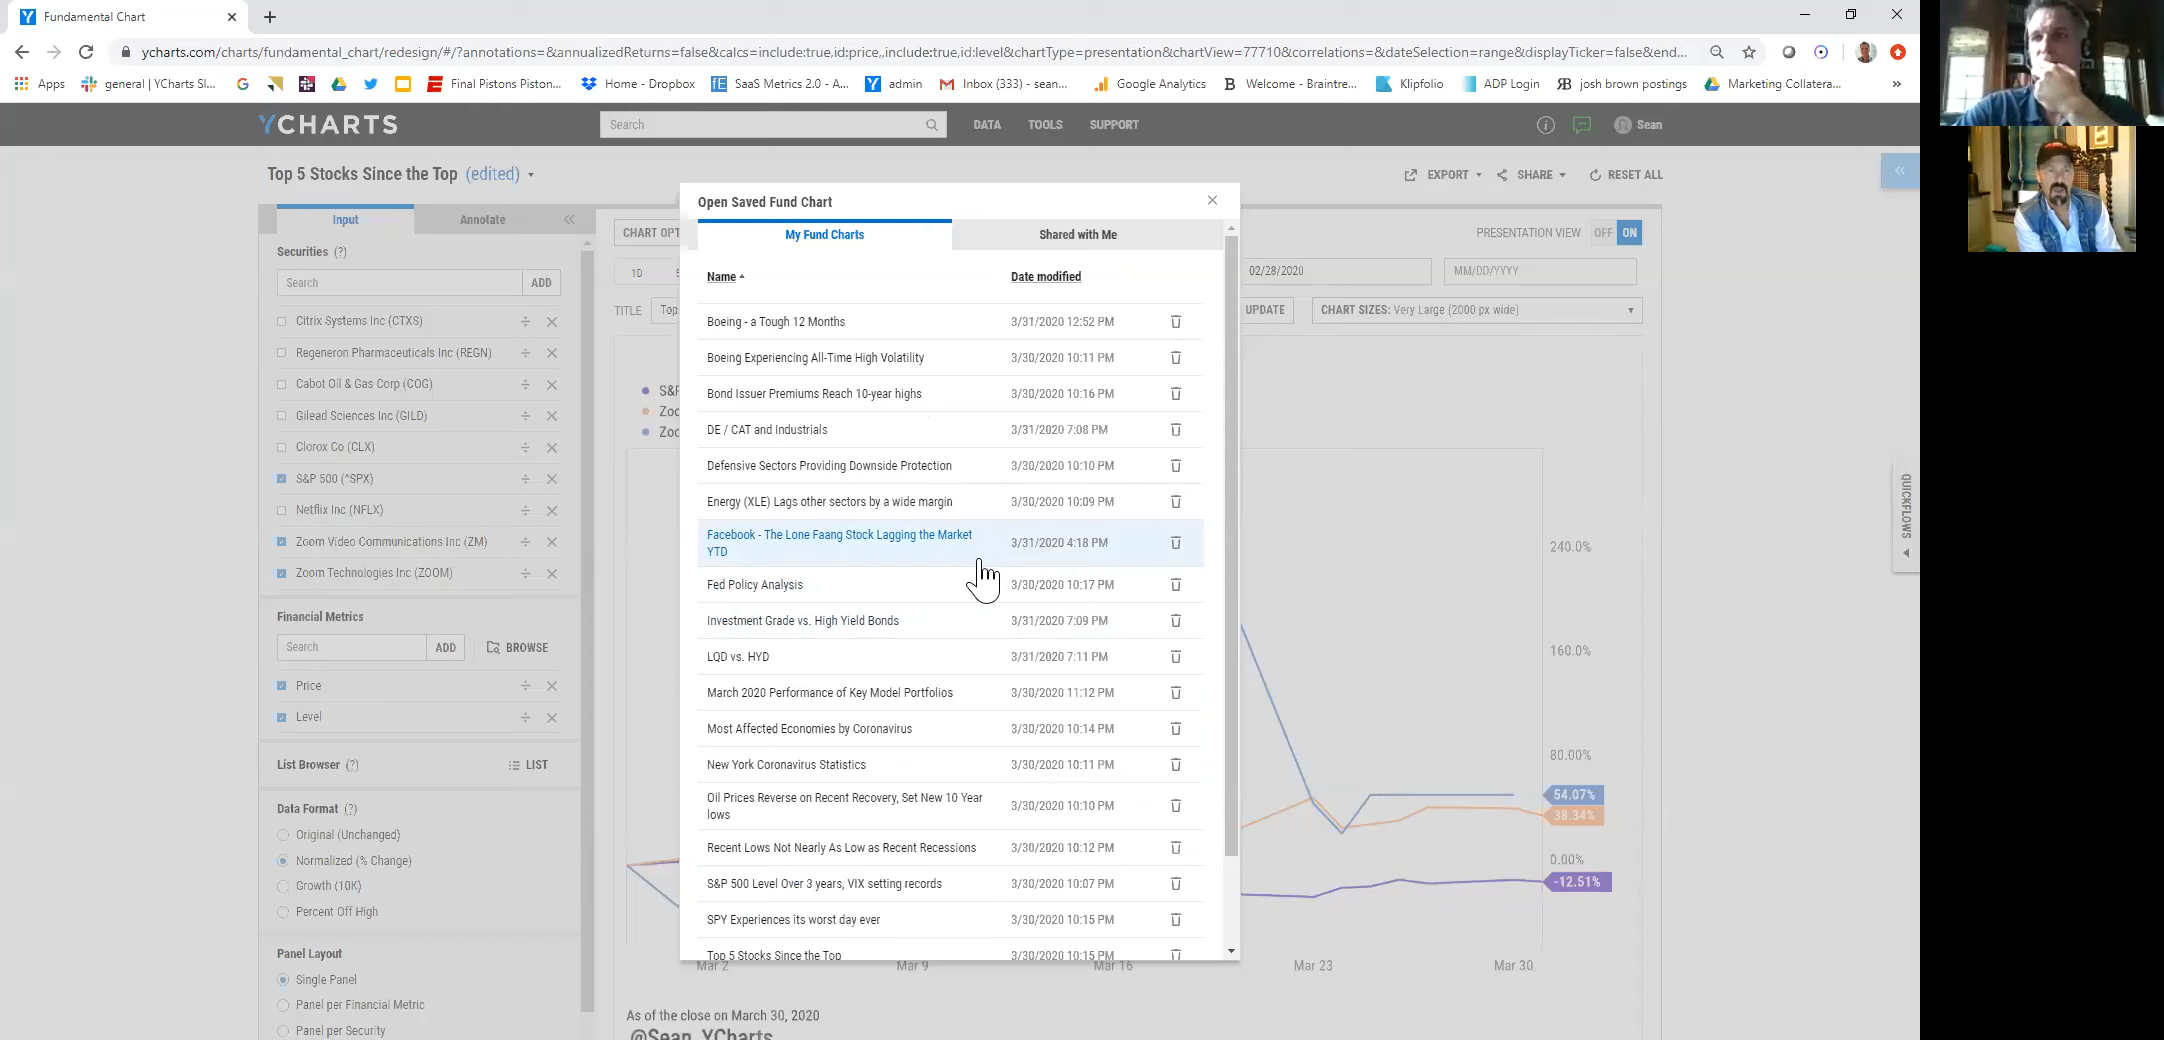 Fundamental Chart
ycharts.com/charts/fundamental_chart/redesign/#/?annotations=&annualizedReturns=false&calcs=include:true,id:price,,include:true,id:level&chartType=presentation&chartView=77710&correlations=&dateSelection=range&displayTicker=false&end...
Apps general | YCharts Sl... Final Pistons Piston... Home - Dropbox SaaS Metrics 2.0 - A... admin Inbox (333) - sean... Google Analytics Welcome - Braintre... Klipfolio ADP Login josh brown postings Marketing Collatera... »
YCHARTS Search DATA TOOLS SUPPORT Sean
Top 5 Stocks Since the Top (edited) EXPORT SHARE RESET ALL
Input Annotate
Securities (?)
Search ADD
Citrix Systems Inc (CTXS)
Regeneron Pharmaceuticals Inc (REGN)
Cabot Oil & Gas Corp (COG)
Gilead Sciences Inc (GILD)
Clorox Co (CLX)
S&P 500 (^SPX)
Netflix Inc (NFLX)
Zoom Video Communications Inc (ZM)
Zoom Technologies Inc (ZOOM)
Financial Metrics
Search ADD BROWSE
Price
Level
List Browser (?) LIST
Data Format (?)
Original (Unchanged)
Normalized (% Change)
Growth (10K)
Percent Off High
Panel Layout
Single Panel
Panel per Financial Metric
Panel per Security
CHART OPT
1D 5
TITLE Top
S&P
Zoo
Zoo
Open Saved Fund Chart
My Fund Charts Shared with Me
Name Date modified
Boeing - a Tough 12 Months 3/31/2020 12:52 PM
Boeing Experiencing All-Time High Volatility 3/30/2020 10:11 PM
Bond Issuer Premiums Reach 10-year highs 3/30/2020 10:16 PM
DE / CAT and Industrials 3/31/2020 7:08 PM
Defensive Sectors Providing Downside Protection 3/30/2020 10:10 PM
Energy (XLE) Lags other sectors by a wide margin 3/30/2020 10:09 PM
Facebook - The Lone Faang Stock Lagging the Market
YTD 3/31/2020 4:18 PM
Fed Policy Analysis 3/30/2020 10:17 PM
Investment Grade vs. High Yield Bonds 3/31/2020 7:09 PM
LQD vs. HYD 3/31/2020 7:11 PM
March 2020 Performance of Key Model Portfolios 3/30/2020 11:12 PM
Most Affected Economies by Coronavirus 3/30/2020 10:14 PM
New York Coronavirus Statistics 3/30/2020 10:11 PM
Oil Prices Reverse on Recent Recovery, Set New 10 Year
lows 3/30/2020 10:10 PM
Recent Lows Not Nearly As Low as Recent Recessions 3/30/2020 10:12 PM
S&P 500 Level Over 3 years, VIX setting records 3/30/2020 10:07 PM
SPY Experiences its worst day ever 3/30/2020 10:15 PM
Top 5 Stocks Since the Top 3/30/2020 10:15 PM
PRESENTATION VIEW OFF ON
02/28/2020 MM/DD/YYYY
UPDATE CHART SIZES: Very Large (2000 px wide)
QUICKFLOWS
240.0%
160.0%
80.00%
54.07%
38.34%
0.00%
-12.51%
Mar 2 Mar 9 Mar 16 Mar 23 Mar 30
As of the close on March 30, 2020
@Sean_YCharts